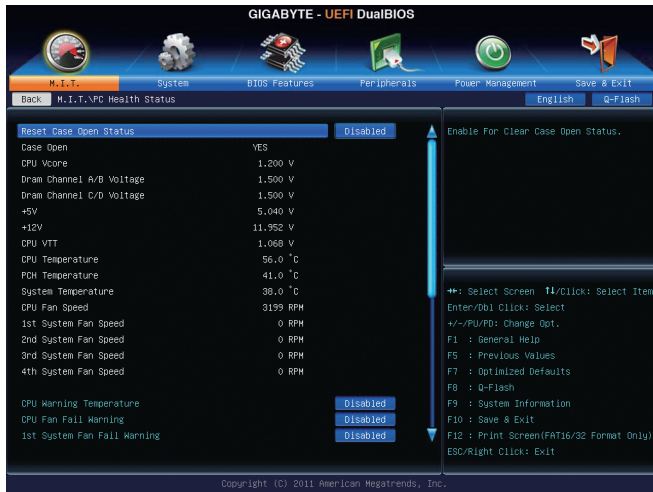 GIGABYTE - UEFI DualBIOS
M.I.T. System BIOS Features Peripherals Power Management Save & Exit
Back M.I.T.\PC Health Status English Q-Flash
Reset Case Open Status Disabled
Case Open YES
CPU Vcore 1.200 V
Dram Channel A/B Voltage 1.500 V
Dram Channel C/D Voltage 1.500 V
+5V 5.040 V
+12V 11.952 V
CPU VTT 1.068 V
CPU Temperature 56.0 °C
PCH Temperature 41.0 °C
System Temperature 38.0 °C
CPU Fan Speed 3199 RPM
1st System Fan Speed 0 RPM
2nd System Fan Speed 0 RPM
3rd System Fan Speed 0 RPM
4th System Fan Speed 0 RPM
CPU Warning Temperature Disabled
CPU Fan Fail Warning Disabled
1st System Fan Fail Warning Disabled
Enable For Clear Case Open Status.
↔: Select Screen ↑↓/Click: Select Item
Enter/Dbl Click: Select
+/-/PU/PD: Change Opt.
F1 : General Help
F5 : Previous Values
F7 : Optimized Defaults
F8 : Q-Flash
F9 : System Information
F10 : Save & Exit
F12 : Print Screen(FAT16/32 Format Only)
ESC/Right Click: Exit
Copyright (C) 2011 American Megatrends, Inc.